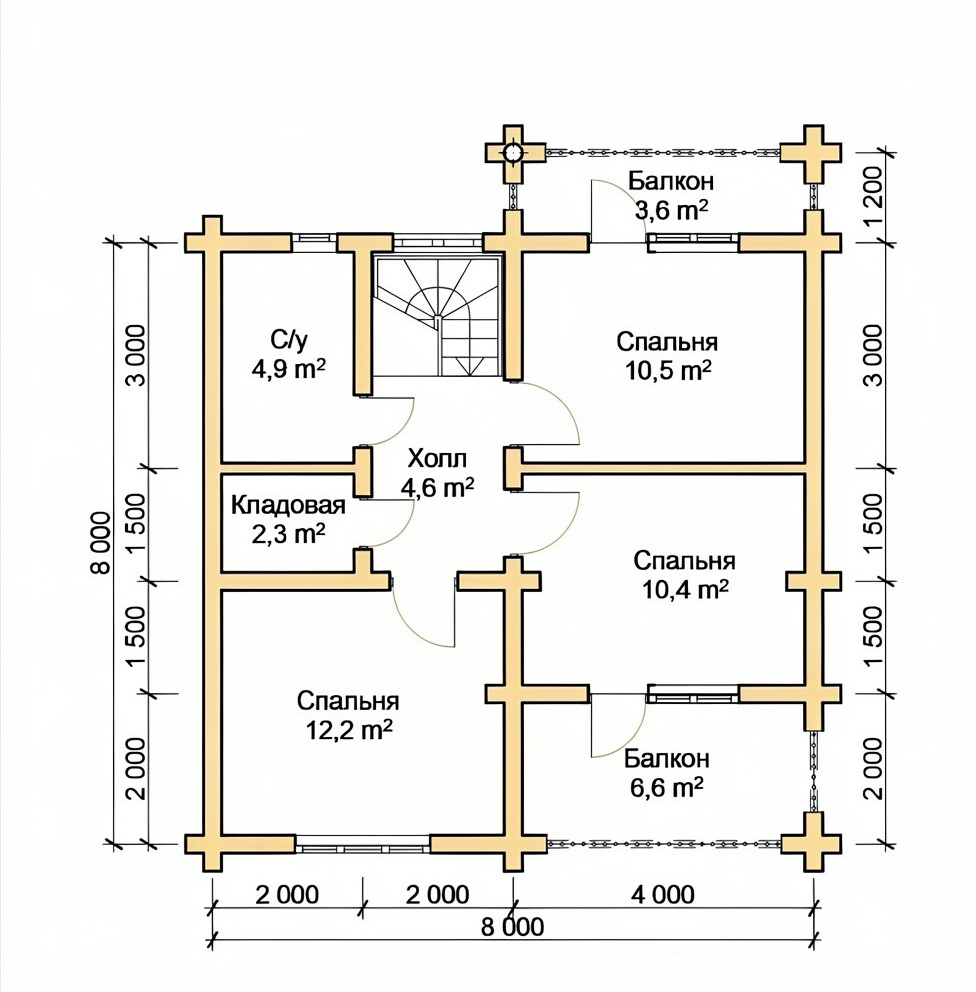 Балкон
3,6 m²
1 200
С/у
4,9 m²
Спальня
10,5 m²
3 000
3 000
Холл
4,6 m²
Кладовая
2,3 m²
1 500
1 500
8 000
Спальня
10,4 m²
1 500
1 500
Спальня
12,2 m²
Балкон
6,6 m²
2 000
2 000
2 000
2 000
4 000
8 000